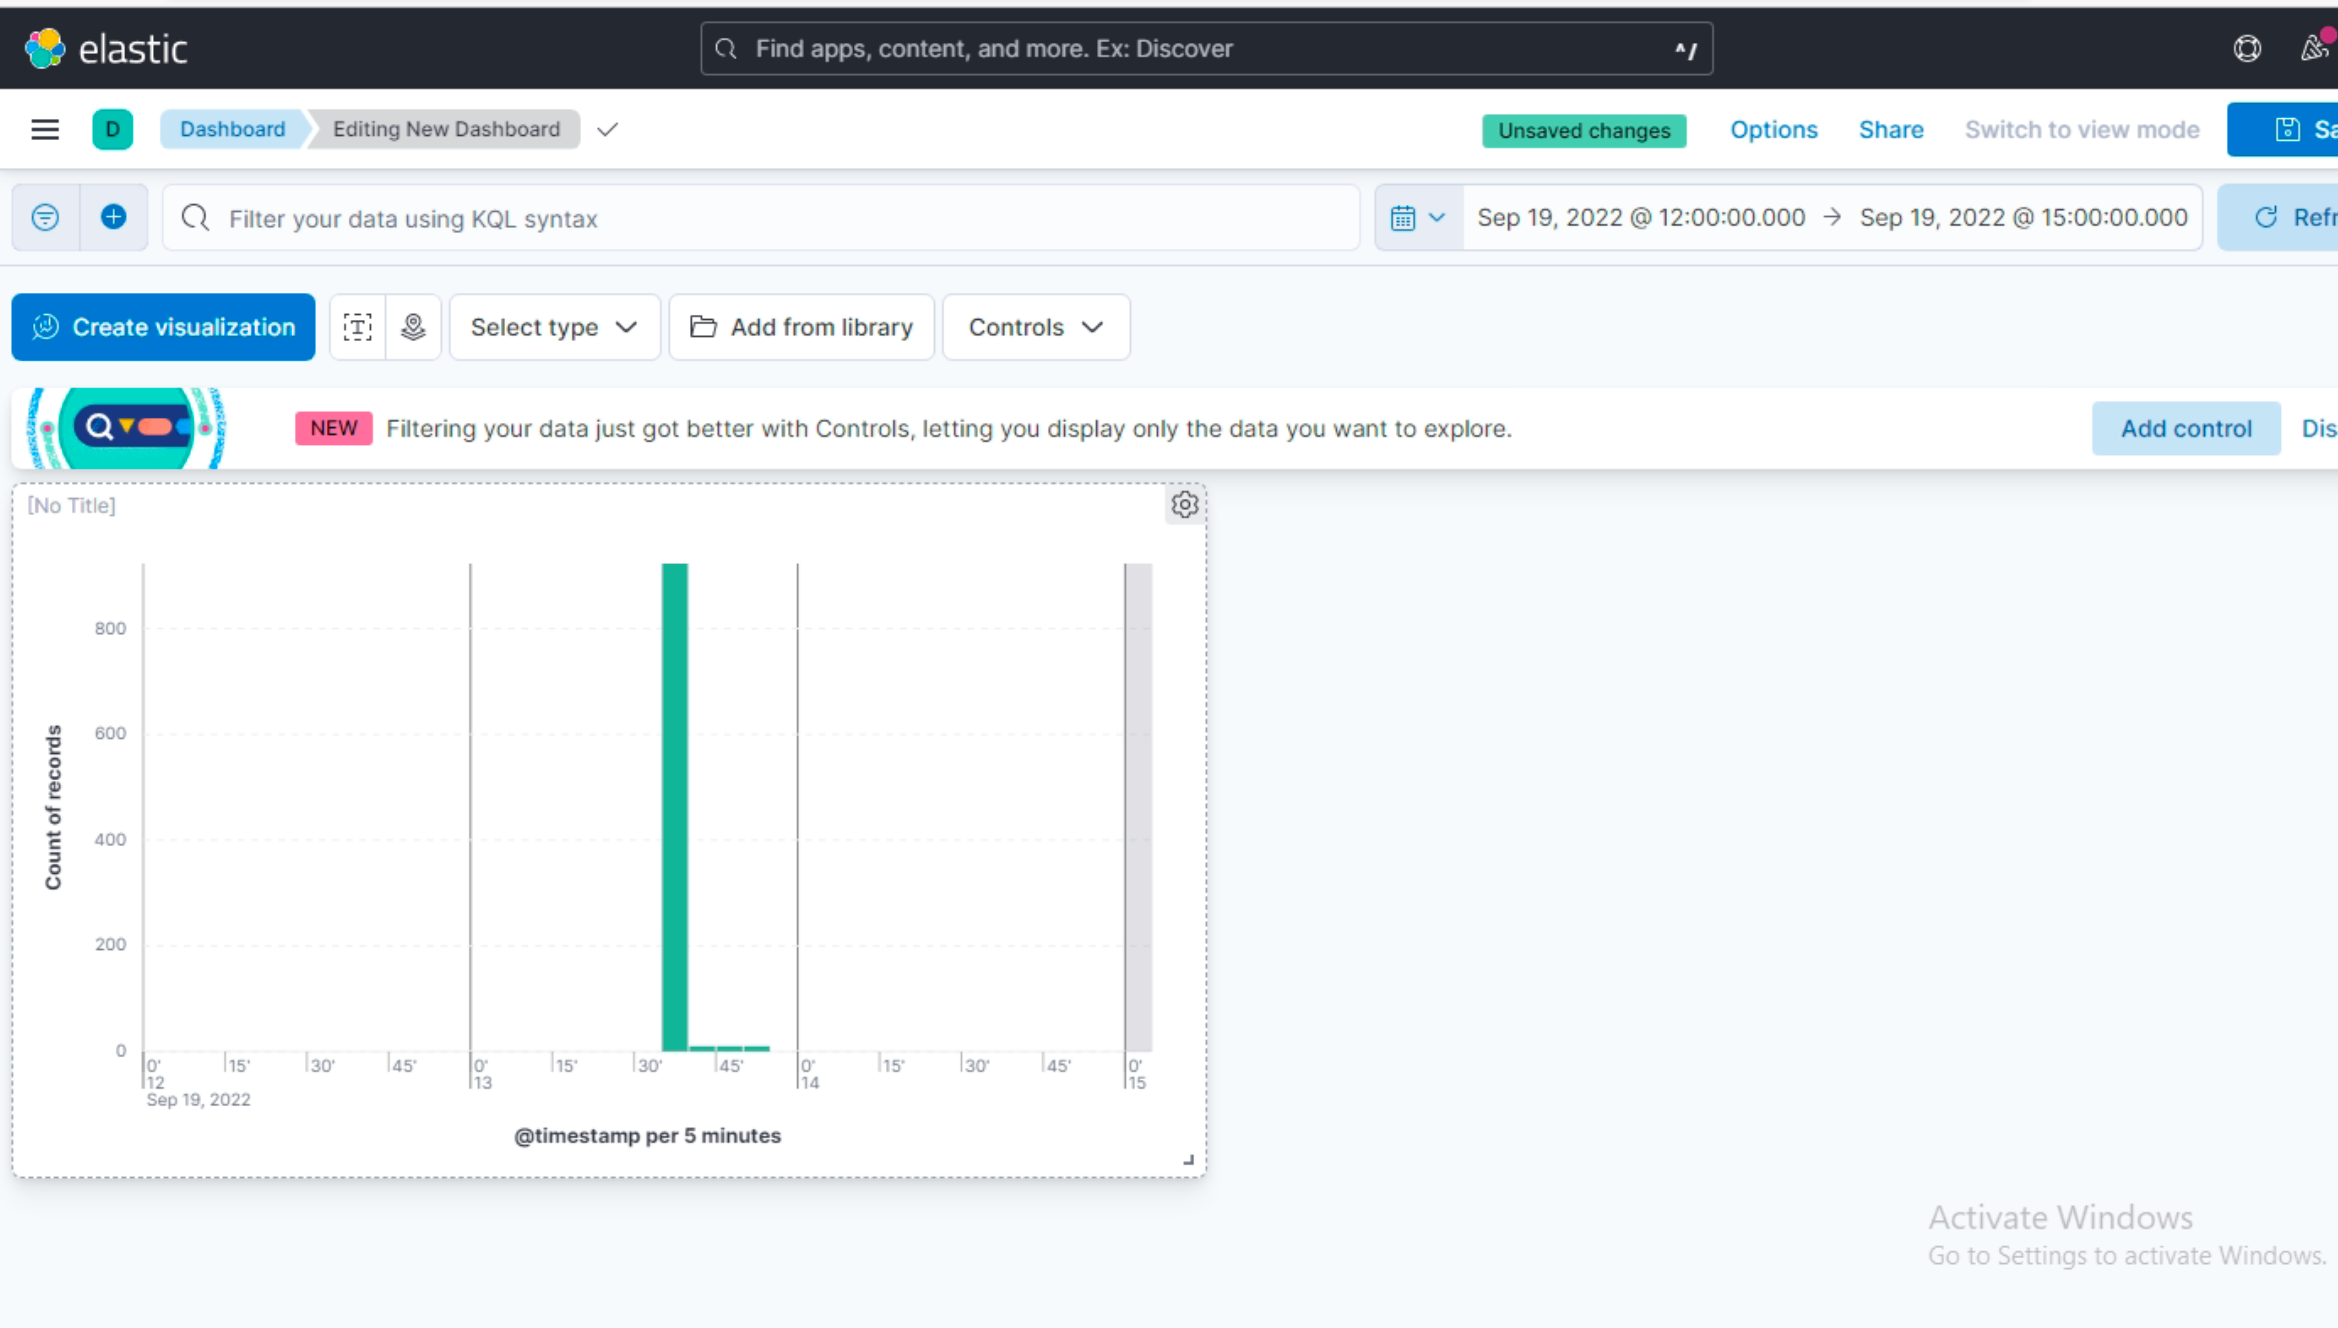 elastic
Find apps, content, and more. Ex: Discover
^/
D
Dashboard
Editing New Dashboard
Unsaved changes
Options
Share
Switch to view mode
Sa
Filter your data using KQL syntax
Sep 19, 2022 @ 12:00:00.000 → Sep 19, 2022 @ 15:00:00.000
Refr
Create visualization
Select type
Add from library
Controls
NEW
Filtering your data just got better with Controls, letting you display only the data you want to explore.
Add control
Dis
[No Title]
800
600
400
200
0
Count of records
0' 15' 30' 45' 0' 15' 30' 45' 0' 15' 30' 45' 0'
12 13 14 15
Sep 19, 2022
@timestamp per 5 minutes
Activate Windows
Go to Settings to activate Windows.